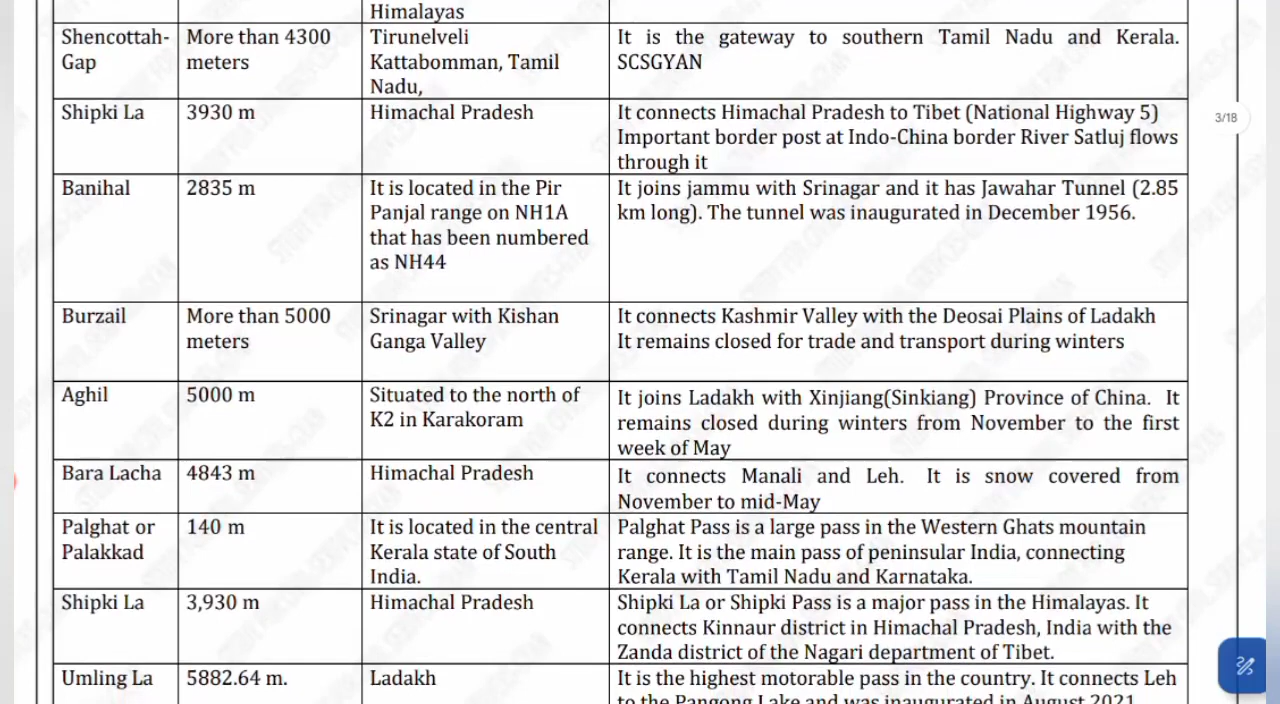 Himalayas
Shencottah-
Gap
More than 4300
meters
Tirunelveli
Kattabomman, Tamil
Nadu,
It is the gateway to southern Tamil Nadu and Kerala.
SCSGYAN
Shipki La
3930 m
Himachal Pradesh
It connects Himachal Pradesh to Tibet (National Highway 5)
Important border post at Indo-China border River Satluj flows
through it
3/18
Banihal
2835 m
It is located in the Pir
Panjal range on NH1A
that has been numbered
as NH44
It joins jammu with Srinagar and it has Jawahar Tunnel (2.85
km long). The tunnel was inaugurated in December 1956.
Burzail
More than 5000
meters
Srinagar with Kishan
Ganga Valley
It connects Kashmir Valley with the Deosai Plains of Ladakh
It remains closed for trade and transport during winters
Aghil
5000 m
Situated to the north of
K2 in Karakoram
It joins Ladakh with Xinjiang(Sinkiang) Province of China. It
remains closed during winters from November to the first
week of May
Bara Lacha
4843 m
Himachal Pradesh
It connects Manali and Leh. It is snow covered from
November to mid-May
Palghat or
Palakkad
140 m
It is located in the central
Kerala state of South
India.
Palghat Pass is a large pass in the Western Ghats mountain
range. It is the main pass of peninsular India, connecting
Kerala with Tamil Nadu and Karnataka.
Shipki La
3,930 m
Himachal Pradesh
Shipki La or Shipki Pass is a major pass in the Himalayas. It
connects Kinnaur district in Himachal Pradesh, India with the
Zanda district of the Nagari department of Tibet.
Umling La
5882.64 m.
Ladakh
It is the highest motorable pass in the country. It connects Leh
to the Pangong Lake and was inaugurated in August 2021